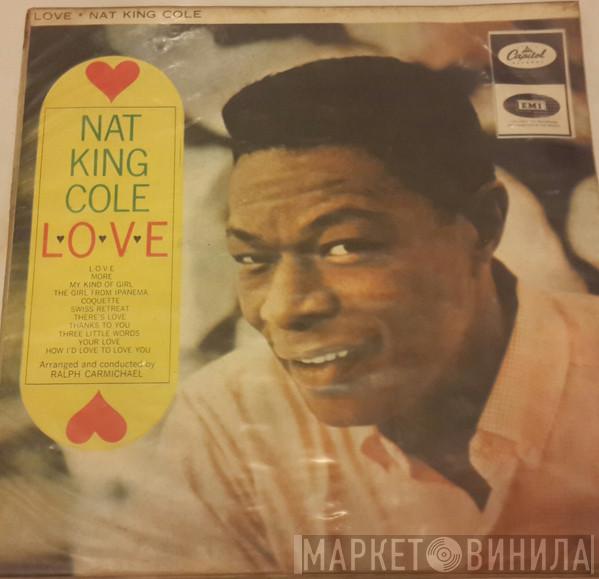 LOVE • NAT KING COLE
Capitol
RECORDS
EMI
NAT
KING
COLE
L♥O♥V♥E
L·O·V·E
MORE
MY KIND OF GIRL
THE GIRL FROM IPANEMA
COQUETTE
SWISS RETREAT
THERE'S LOVE
THANKS TO YOU
THREE LITTLE WORDS
YOUR LOVE
HOW I'D LOVE TO LOVE YOU
Arranged and conducted by
RALPH CARMICHAEL
МАРКЕТ ВИНИЛА